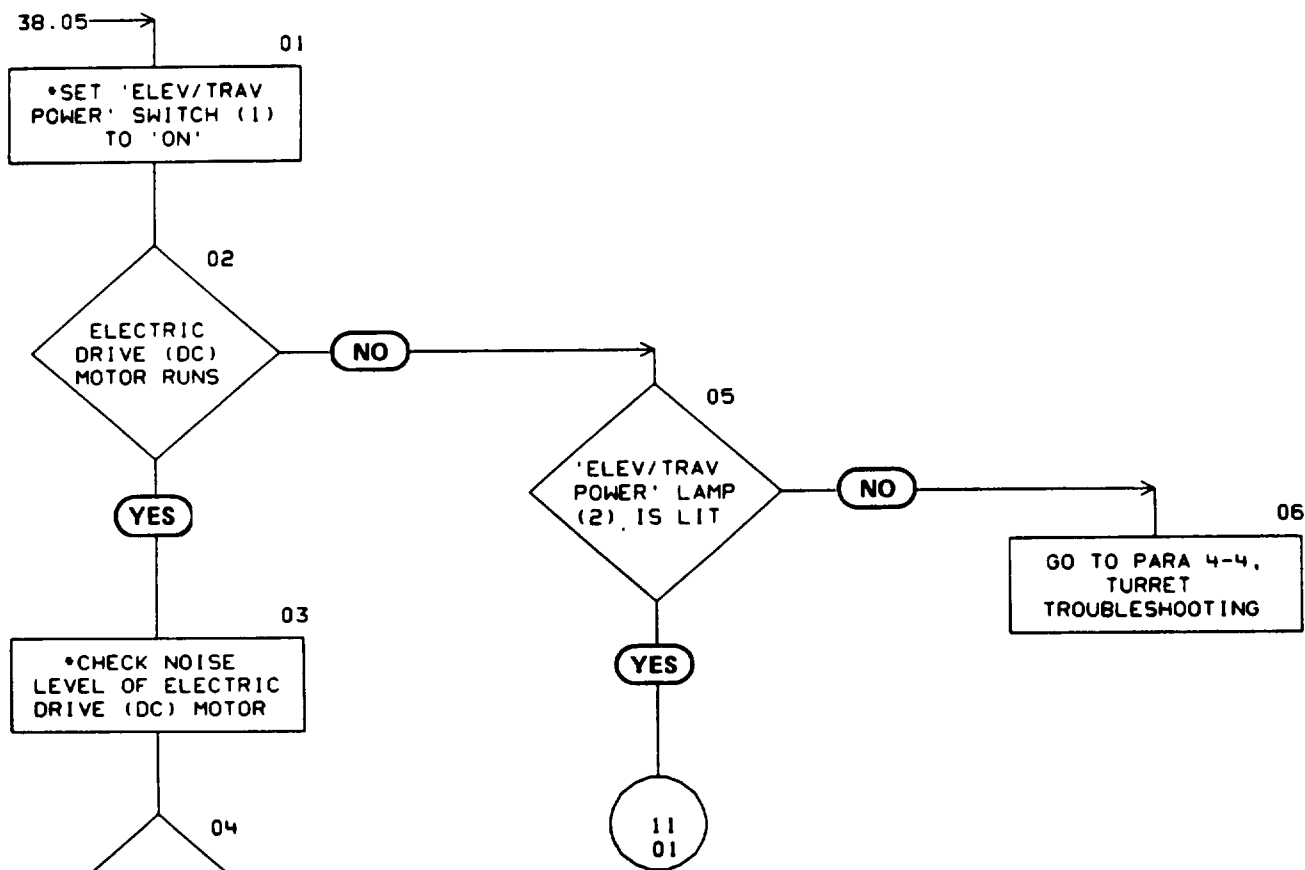 38.05
01
*SET 'ELEV/TRAV
POWER' SWITCH (1)
TO 'ON'
02
ELECTRIC
DRIVE (DC)
MOTOR RUNS
NO
YES
05
'ELEV/TRAV
POWER' LAMP
(2) IS LIT
NO
YES
06
GO TO PARA 4-4,
TURRET
TROUBLESHOOTING
03
*CHECK NOISE
LEVEL OF ELECTRIC
DRIVE (DC) MOTOR
04
11
01